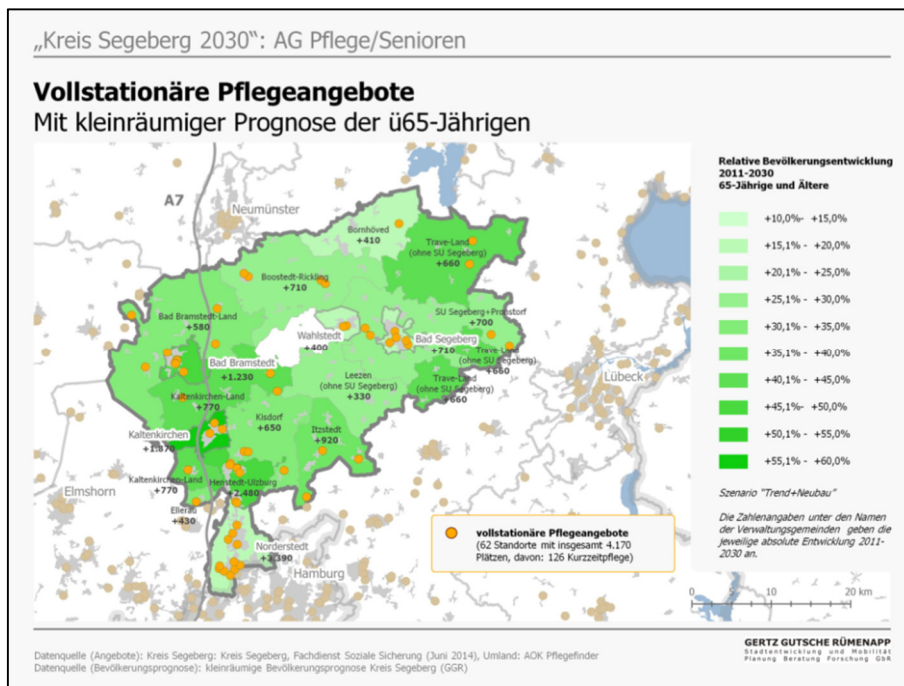 „Kreis Segeberg 2030“: AG Pflege/Senioren
Vollstationäre Pflegeangebote
Mit kleinräumiger Prognose der ü65-Jährigen
A7
Neumünster
Bornhöved
+410
Trave-Land
(ohne SU Segeberg)
+660
Boostedt-Rickling
+710
Bad Bramstedt-Land
+580
SU Segeberg+Pronstorf
+700
Wahlstedt
+400
Bad Segeberg
+710
Trave-Land
(ohne SU Segeberg)
+660
Bad Bramstedt
+1.230
Leezen
(ohne SU Segeberg)
+330
Trave-Land
(ohne SU Segeberg)
+660
Lübeck
Kaltenkirchen-Land
+770
Kisdorf
+650
Itzstedt
+920
Kaltenkirchen
+1.870
Kaltenkirchen-Land
+770
Henstedt-Ulzburg
+2.480
Elmshorn
Ellerau
+430
Norderstedt
+3.390
Hamburg
vollstationäre Pflegeangebote
(62 Standorte mit insgesamt 4.170
Plätzen, davon: 126 Kurzzeitpflege)
Relative Bevölkerungsentwicklung
2011-2030
65-Jährige und Ältere
+10,0%- +15,0%
+15,1% - +20,0%
+20,1% - +25,0%
+25,1% - +30,0%
+30,1% - +35,0%
+35,1% - +40,0%
+40,1% - +45,0%
+45,1%- +50,0%
+50,1% - +55,0%
+55,1% - +60,0%
Szenario "Trend+Neubau"
Die Zahlenangaben unter den Namen
der Verwaltungsgemeinden geben die
jeweilige absolute Entwicklung 2011-
2030 an.
0 10 20 km
Datenquelle (Angebote): Kreis Segeberg: Kreis Segeberg, Fachdienst Soziale Sicherung (Juni 2014), Umland: AOK Pflegefinder
Datenquelle (Bevölkerungsprognose): kleinräumige Bevölkerungsprognose Kreis Segeberg (GGR)
GERTZ GUTSCHE RÜMENAPP
Stadtentwicklung und Mobilität
Planung Beratung Forschung GbR